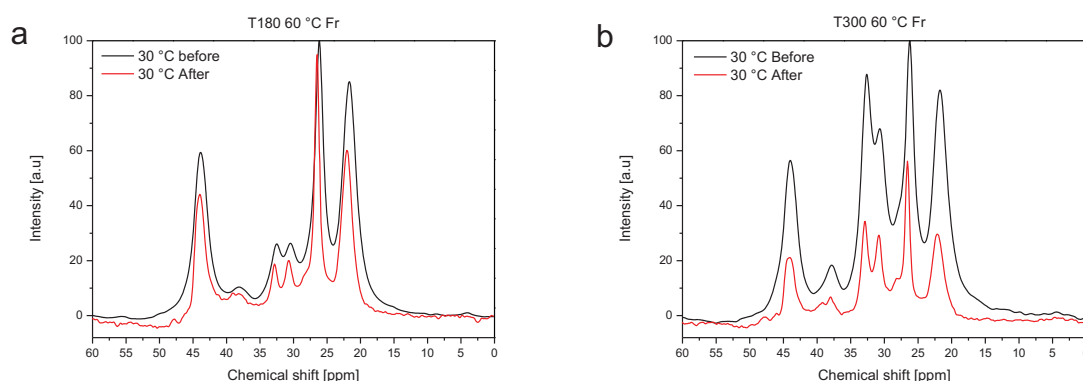 a
T180 60 °C Fr
30 °C before
30 °C After
100
80
60
40
20
0
Intensity [a.u]
60 55 50 45 40 35 30 25 20 15 10 5 0
Chemical shift [ppm]
b
T300 60 °C Fr
30 °C Before
30 °C After
100
80
60
40
20
0
Intensity [a.u]
60 55 50 45 40 35 30 25 20 15 10 5 0
Chemical shift [ppm]